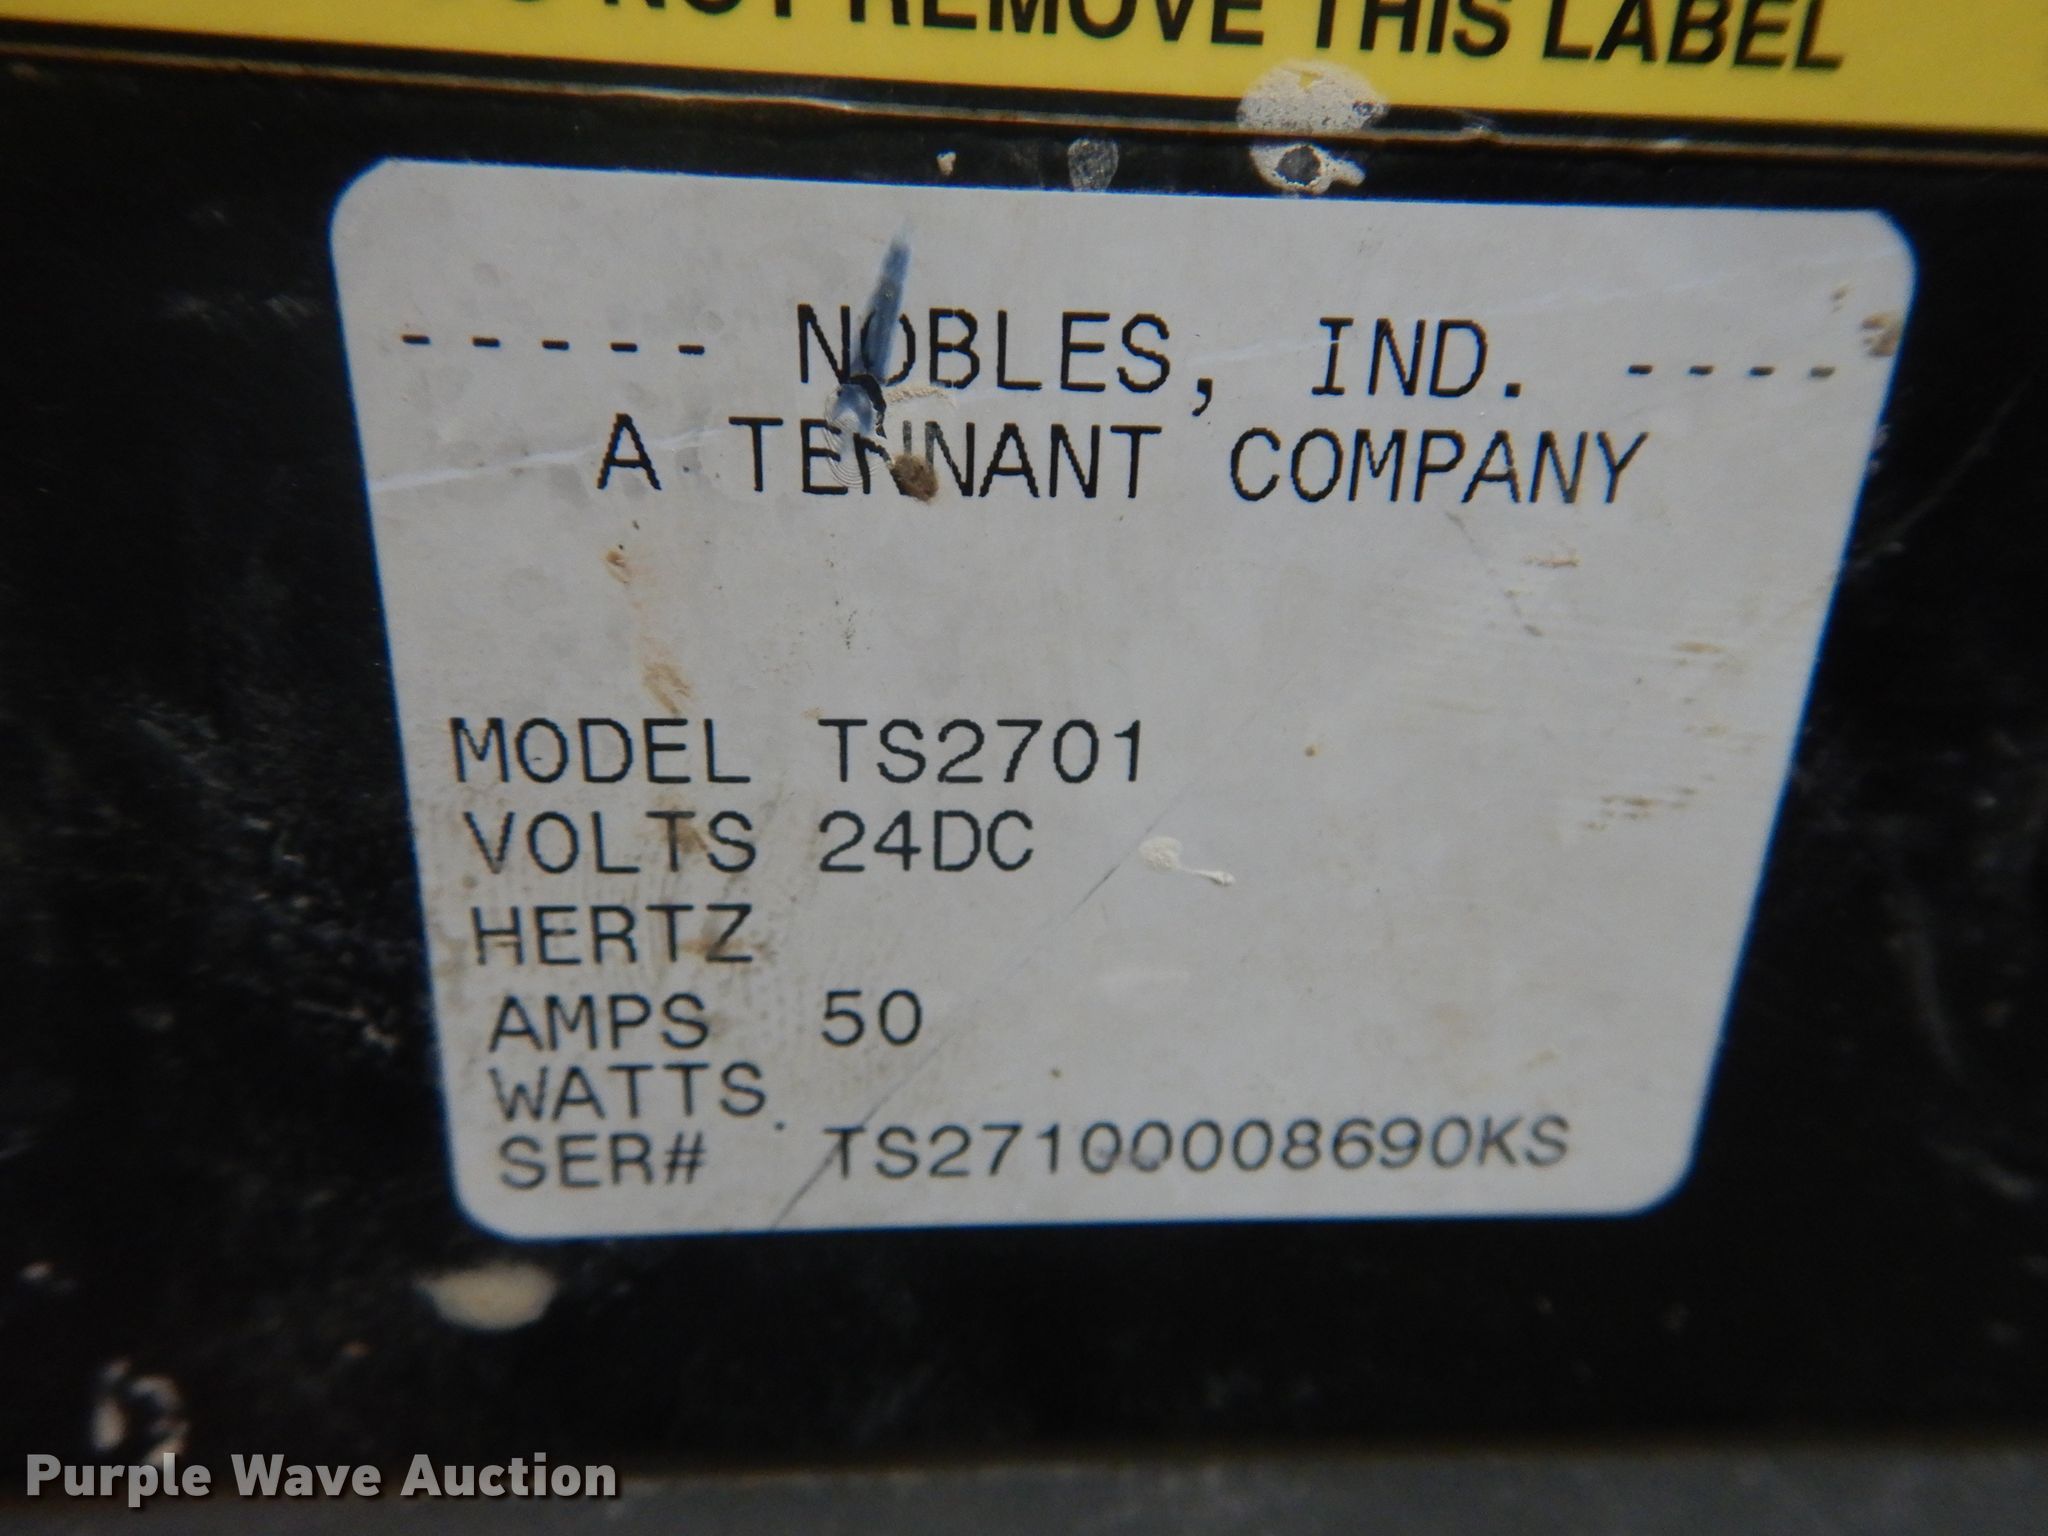 NOT REMOVE THIS LABEL
----- NOBLES, IND. ----
A TENNANT COMPANY
MODEL TS2701
VOLTS 24DC
HERTZ
AMPS 50
WATTS
SER# TS27100008690KS
Purple Wave Auction